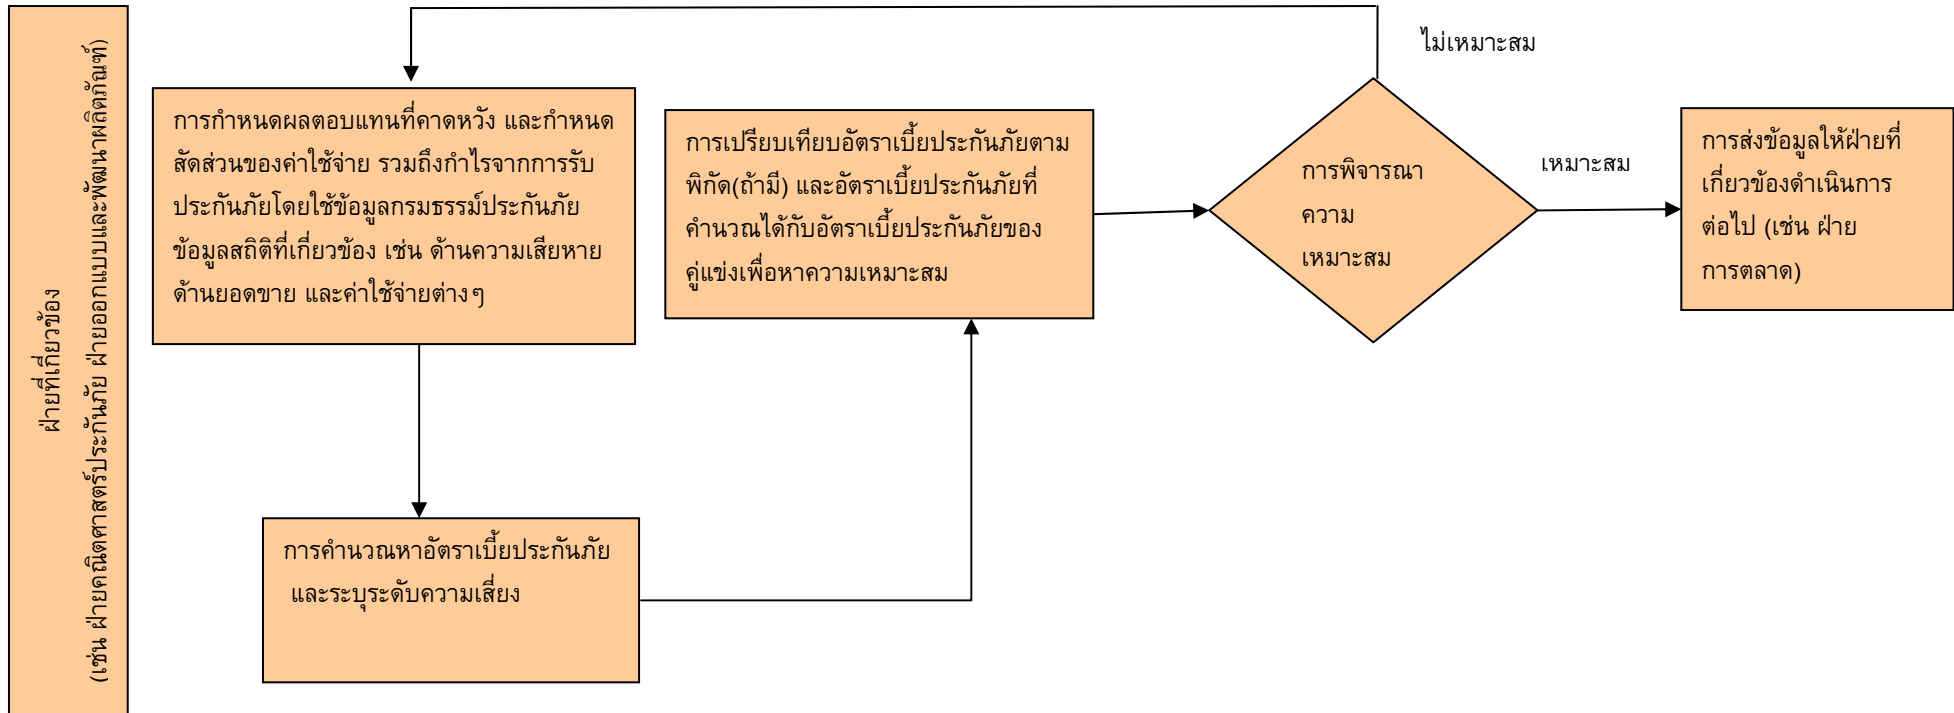 ฝ่ายที่เกี่ยวข้อง
(เช่น ฝ่ายคณิตศาสตร์ประกันภัย ฝ่ายออกแบบและพัฒนาผลิตภัณฑ์)
การกำหนดผลตอบแทนที่คาดหวัง และกำหนด
สัดส่วนของค่าใช้จ่าย รวมถึงกำไรจากการรับ
ประกันภัยโดยใช้ข้อมูลกรมธรรม์ประกันภัย
ข้อมูลสถิติที่เกี่ยวข้อง เช่น ด้านความเสียหาย
ด้านยอดขาย และค่าใช้จ่ายต่างๆ
การคำนวณหาอัตราเบี้ยประกันภัย
และระบุระดับความเสี่ยง
การเปรียบเทียบอัตราเบี้ยประกันภัยตาม
พิกัด(ถ้ามี) และอัตราเบี้ยประกันภัยที่
คำนวณได้กับอัตราเบี้ยประกันภัยของ
คู่แข่งเพื่อหาความเหมาะสม
การพิจารณา
ความ
เหมาะสม
ไม่เหมาะสม
เหมาะสม
การส่งข้อมูลให้ฝ่ายที่
เกี่ยวข้องดำเนินการ
ต่อไป (เช่น ฝ่าย
การตลาด)